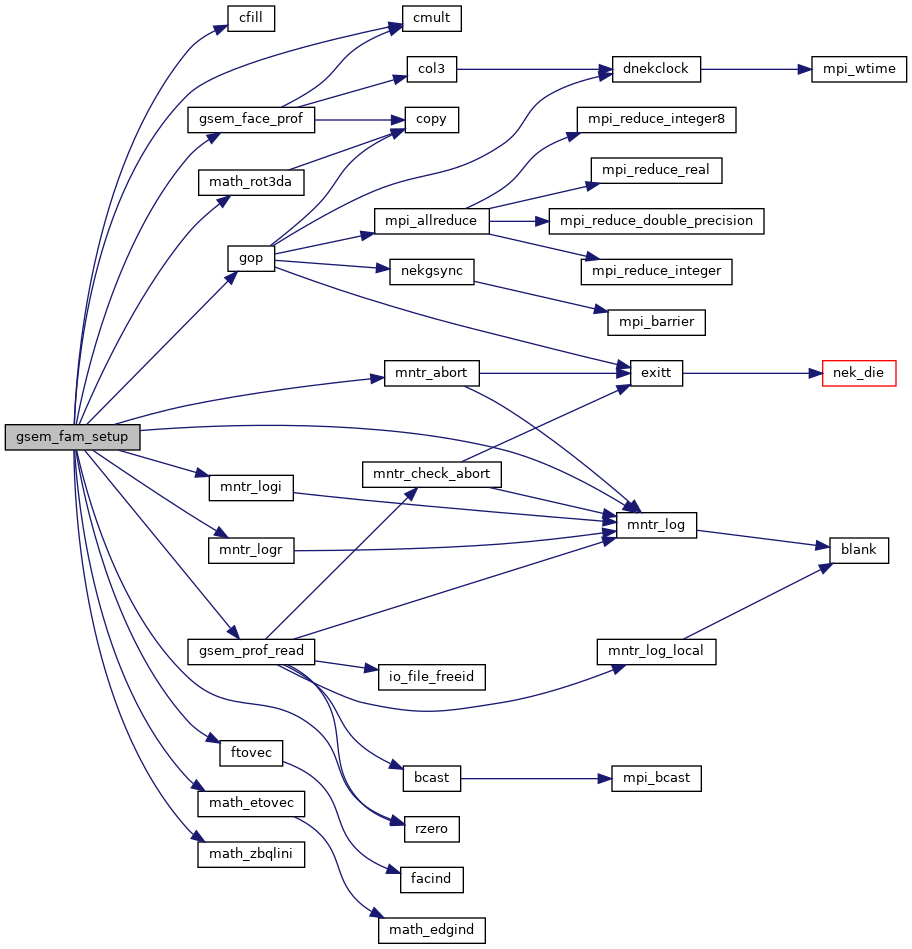 cfill
cmult
col3
dnekclock
mpi_wtime
gsem_face_prof
copy
mpi_reduce_integer8
mpi_reduce_real
math_rot3da
mpi_allreduce
mpi_reduce_double_precision
gop
nekgsync
mpi_reduce_integer
mpi_barrier
mntr_abort
exitt
nek_die
gsem_fam_setup
mntr_logi
mntr_check_abort
mntr_log
mntr_logr
blank
gsem_prof_read
mntr_log_local
io_file_freeid
ftovec
bcast
mpi_bcast
math_etovec
rzero
math_zbqlini
facind
math_edgind